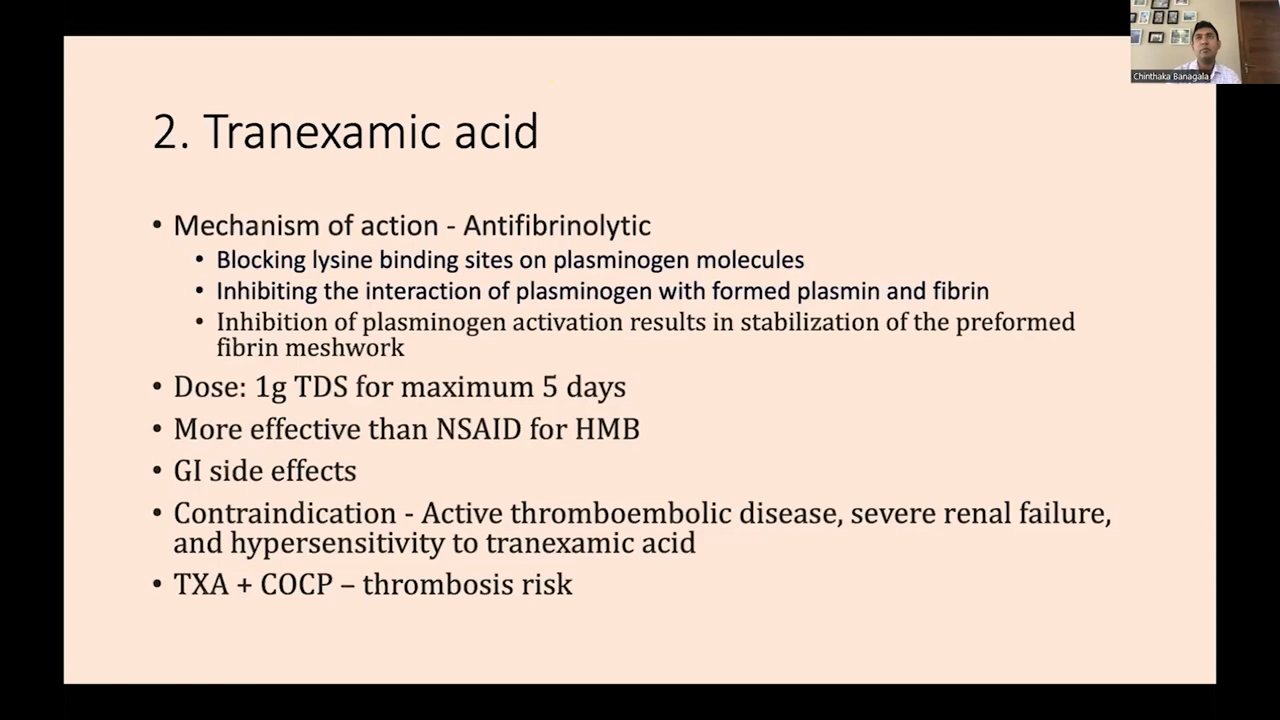 Chinthaka Banagala
2. Tranexamic acid
• Mechanism of action - Antifibrinolytic
• Blocking lysine binding sites on plasminogen molecules
• Inhibiting the interaction of plasminogen with formed plasmin and fibrin
• Inhibition of plasminogen activation results in stabilization of the preformed
fibrin meshwork
• Dose: 1g TDS for maximum 5 days
• More effective than NSAID for HMB
• GI side effects
• Contraindication - Active thromboembolic disease, severe renal failure,
and hypersensitivity to tranexamic acid
• TXA + COCP – thrombosis risk